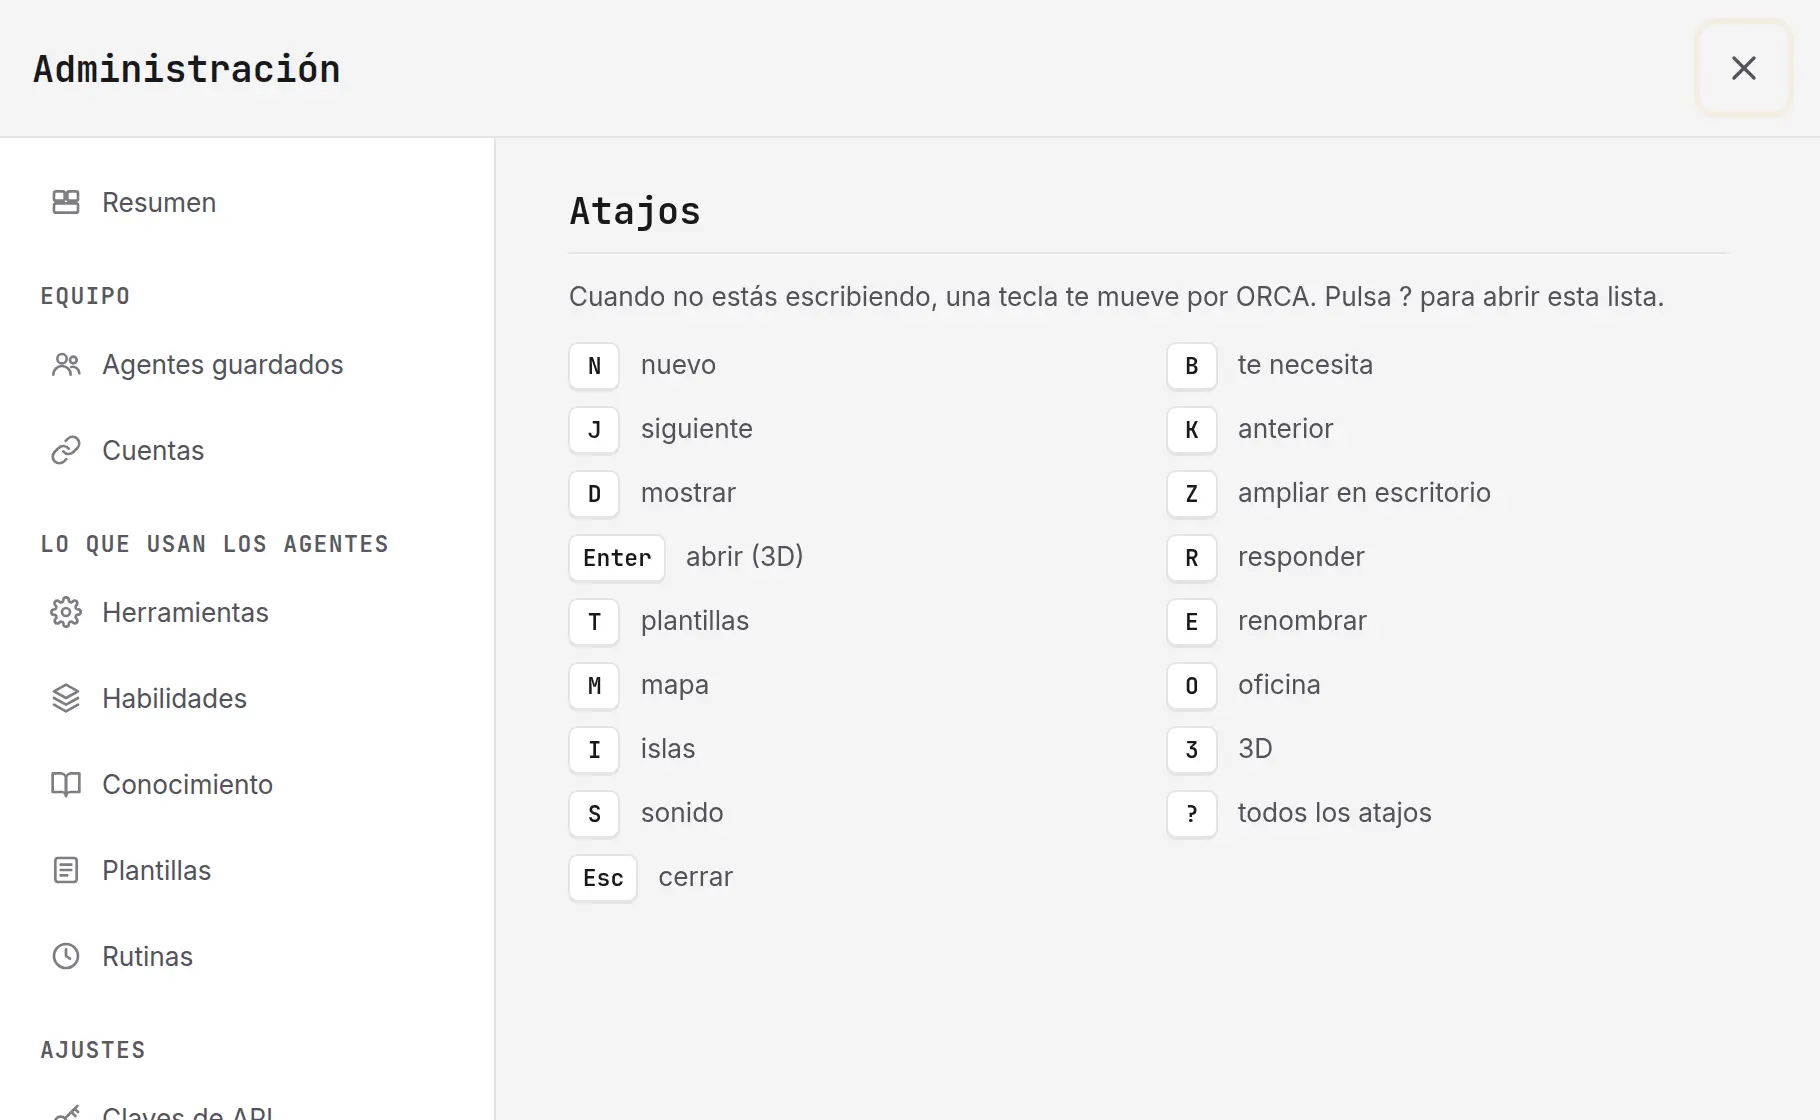 Administración
Resumen
EQUIPO
Agentes guardados
Cuentas
LO QUE USAN LOS AGENTES
Herramientas
Habilidades
Conocimiento
Plantillas
Rutinas
AJUSTES
Claves de API
Atajos
Cuando no estás escribiendo, una tecla te mueve por ORCA. Pulsa ? para abrir esta lista.
N nuevo
B te necesita
J siguiente
K anterior
D mostrar
Z ampliar en escritorio
Enter abrir (3D)
R responder
T plantillas
E renombrar
M mapa
O oficina
I islas
3 3D
S sonido
? todos los atajos
Esc cerrar